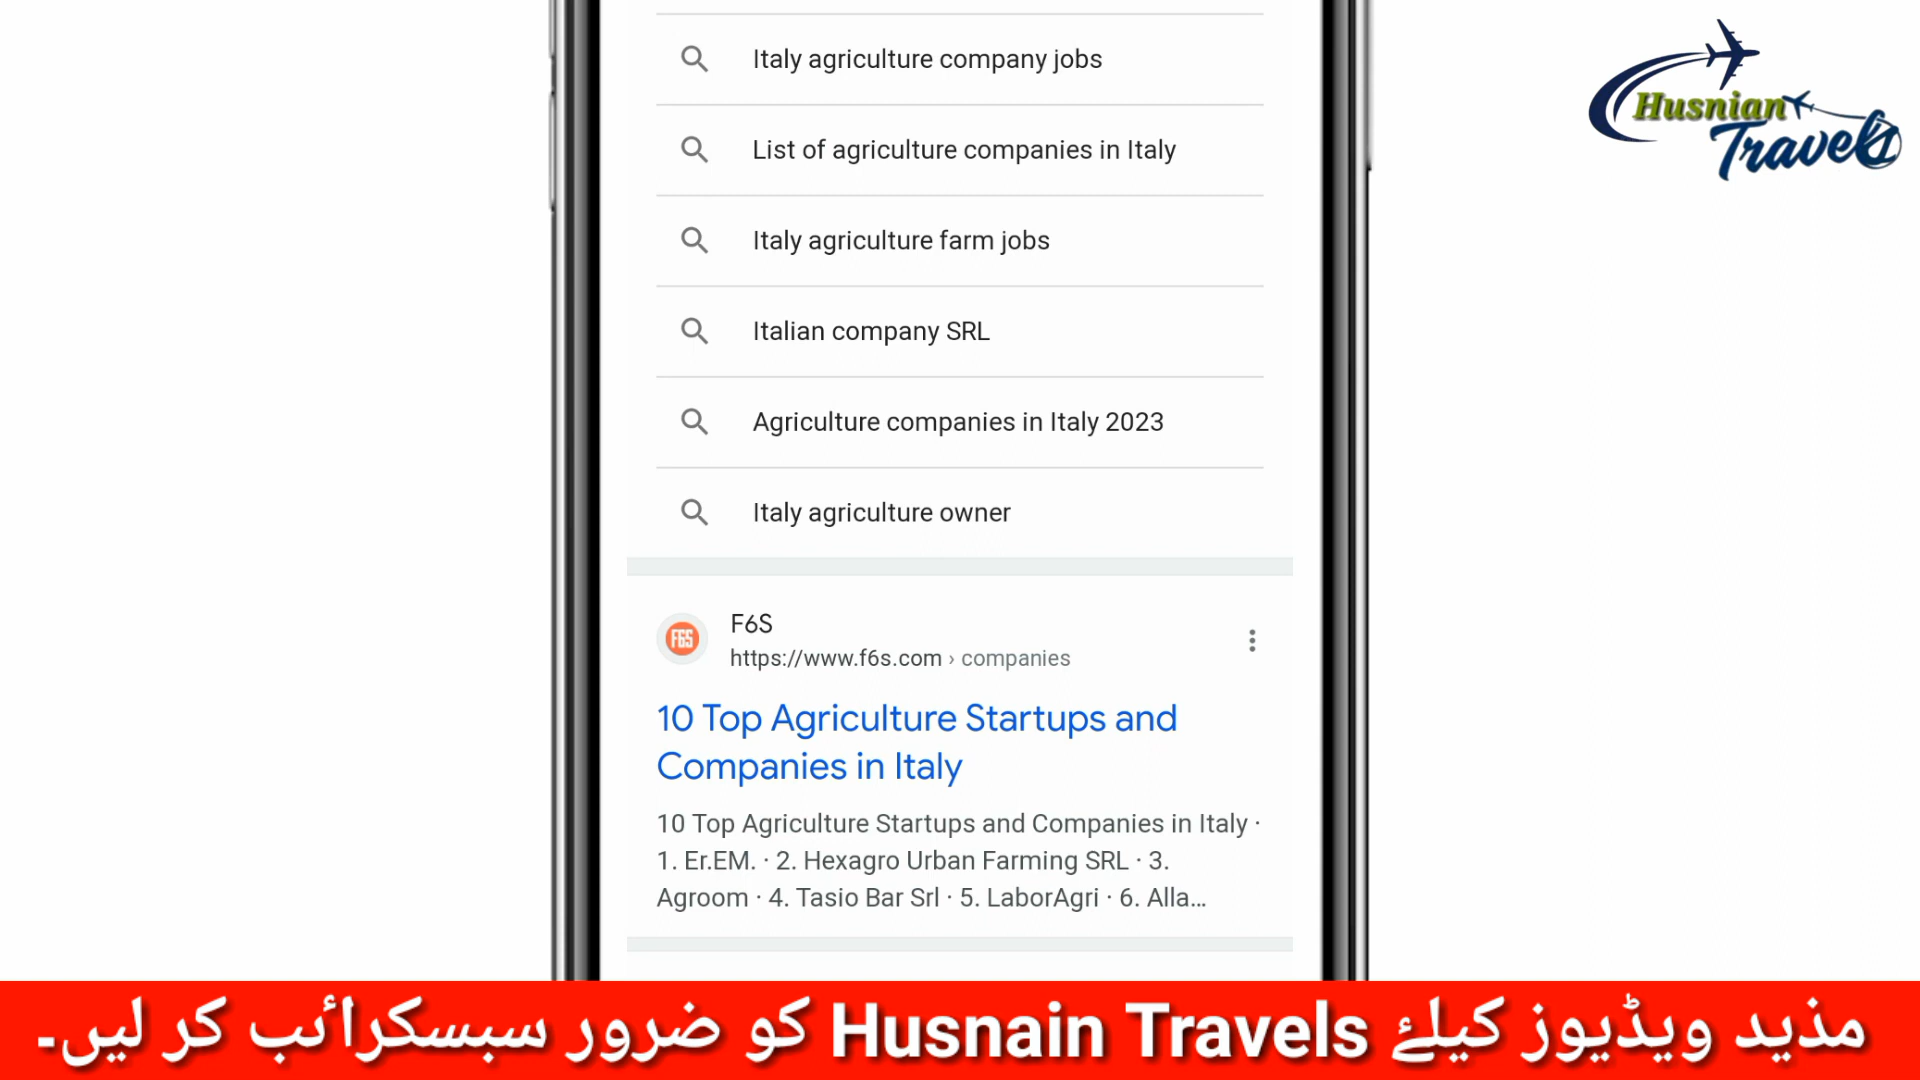 Italy agriculture company jobs
List of agriculture companies in Italy
Italy agriculture farm jobs
Italian company SRL
Agriculture companies in Italy 2023
Italy agriculture owner
F6S
F6S
https://www.f6s.com › companies
10 Top Agriculture Startups and
Companies in Italy
10 Top Agriculture Startups and Companies in Italy ·
1. Er.EM. · 2. Hexagro Urban Farming SRL · 3.
Agroom · 4. Tasio Bar Srl · 5. LaborAgri · 6. Alla...
Husnian
Travels
مذید ویڈیوز کیلئے Husnain Travels کو ضرور سبسکرائب کر لیں۔